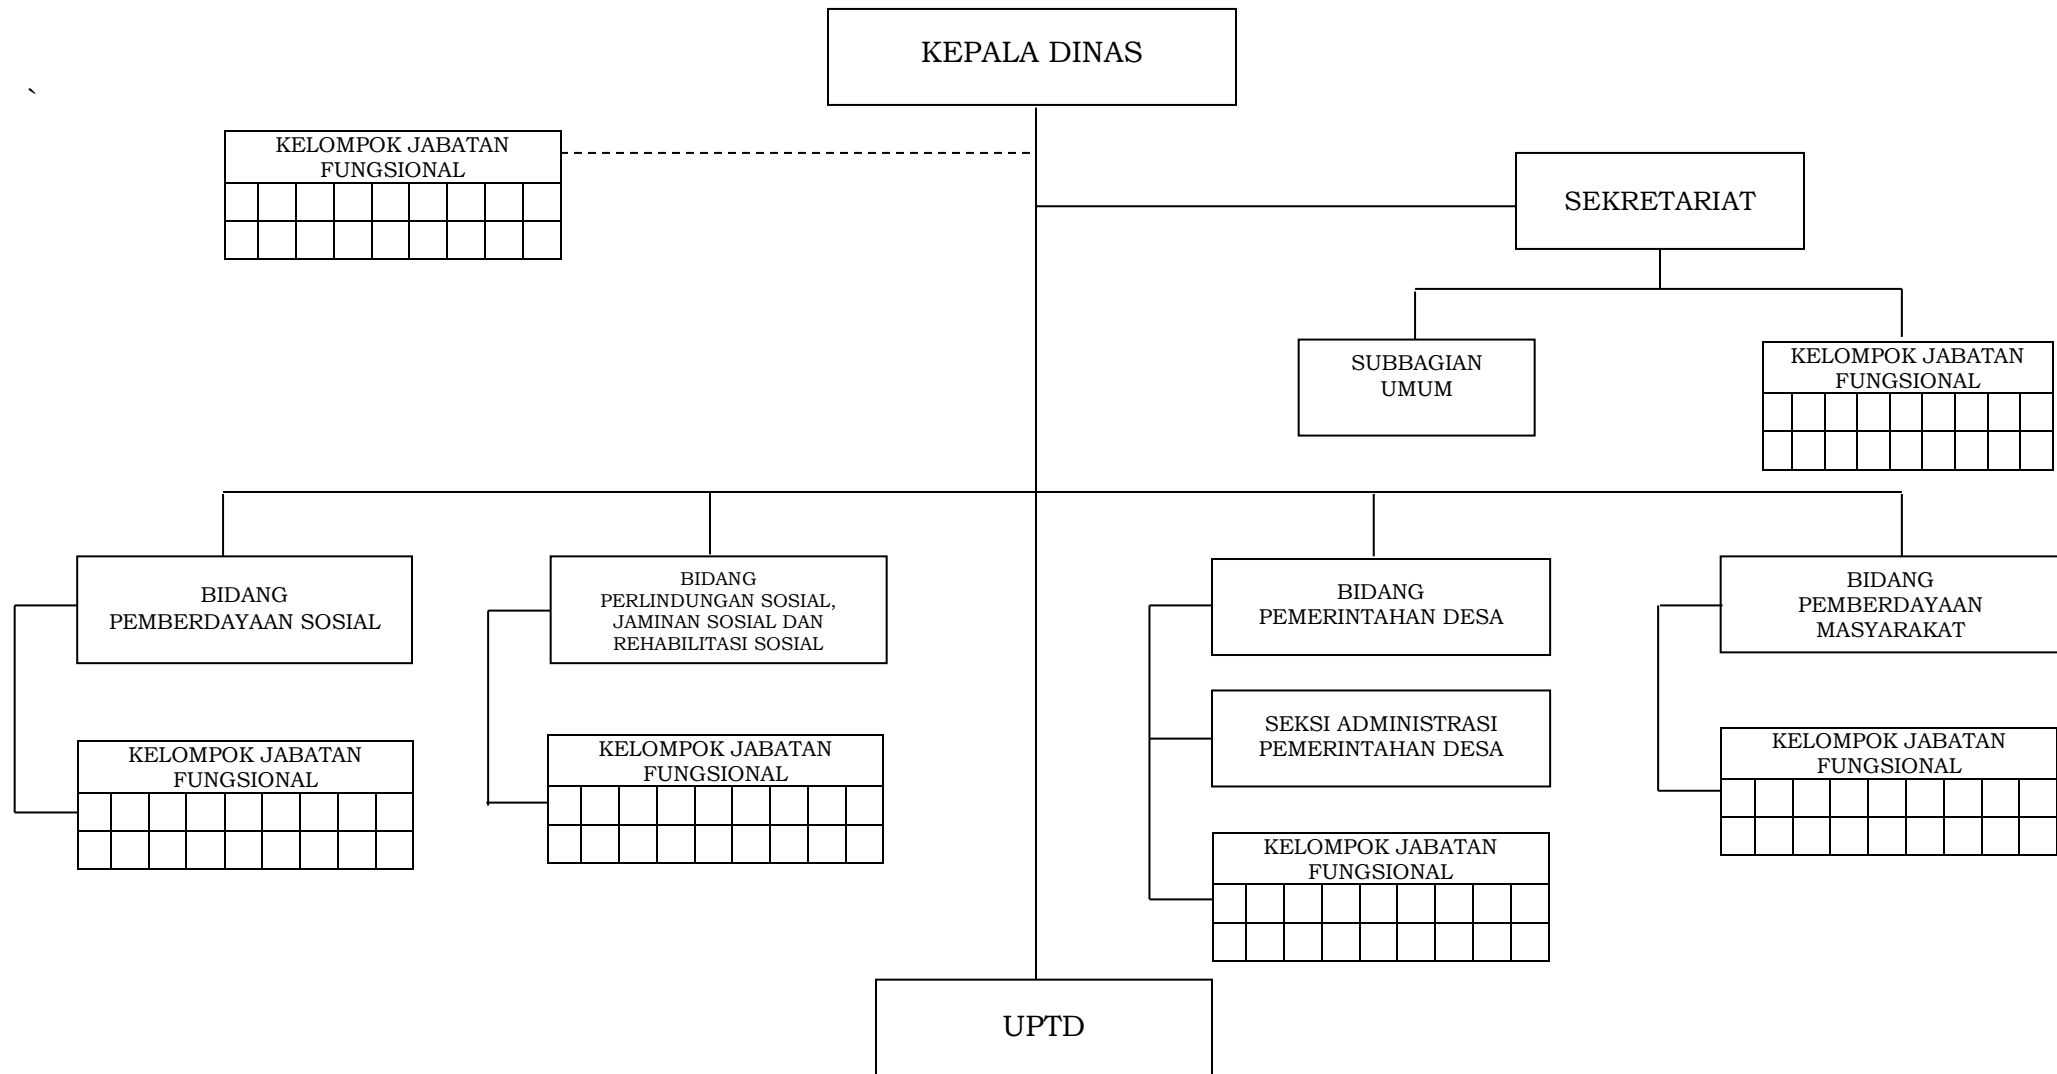 KEPALA DINAS
`
KELOMPOK JABATAN
FUNGSIONAL
SEKRETARIAT
SUBBAGIAN
UMUM
KELOMPOK JABATAN
FUNGSIONAL
BIDANG
PEMBERDAYAAN SOSIAL
BIDANG
PERLINDUNGAN SOSIAL,
JAMINAN SOSIAL DAN
REHABILITASI SOSIAL
BIDANG
PEMERINTAHAN DESA
BIDANG
PEMBERDAYAAN
MASYARAKAT
SEKSI ADMINISTRASI
PEMERINTAHAN DESA
KELOMPOK JABATAN
FUNGSIONAL
KELOMPOK JABATAN
FUNGSIONAL
KELOMPOK JABATAN
FUNGSIONAL
KELOMPOK JABATAN
FUNGSIONAL
UPTD